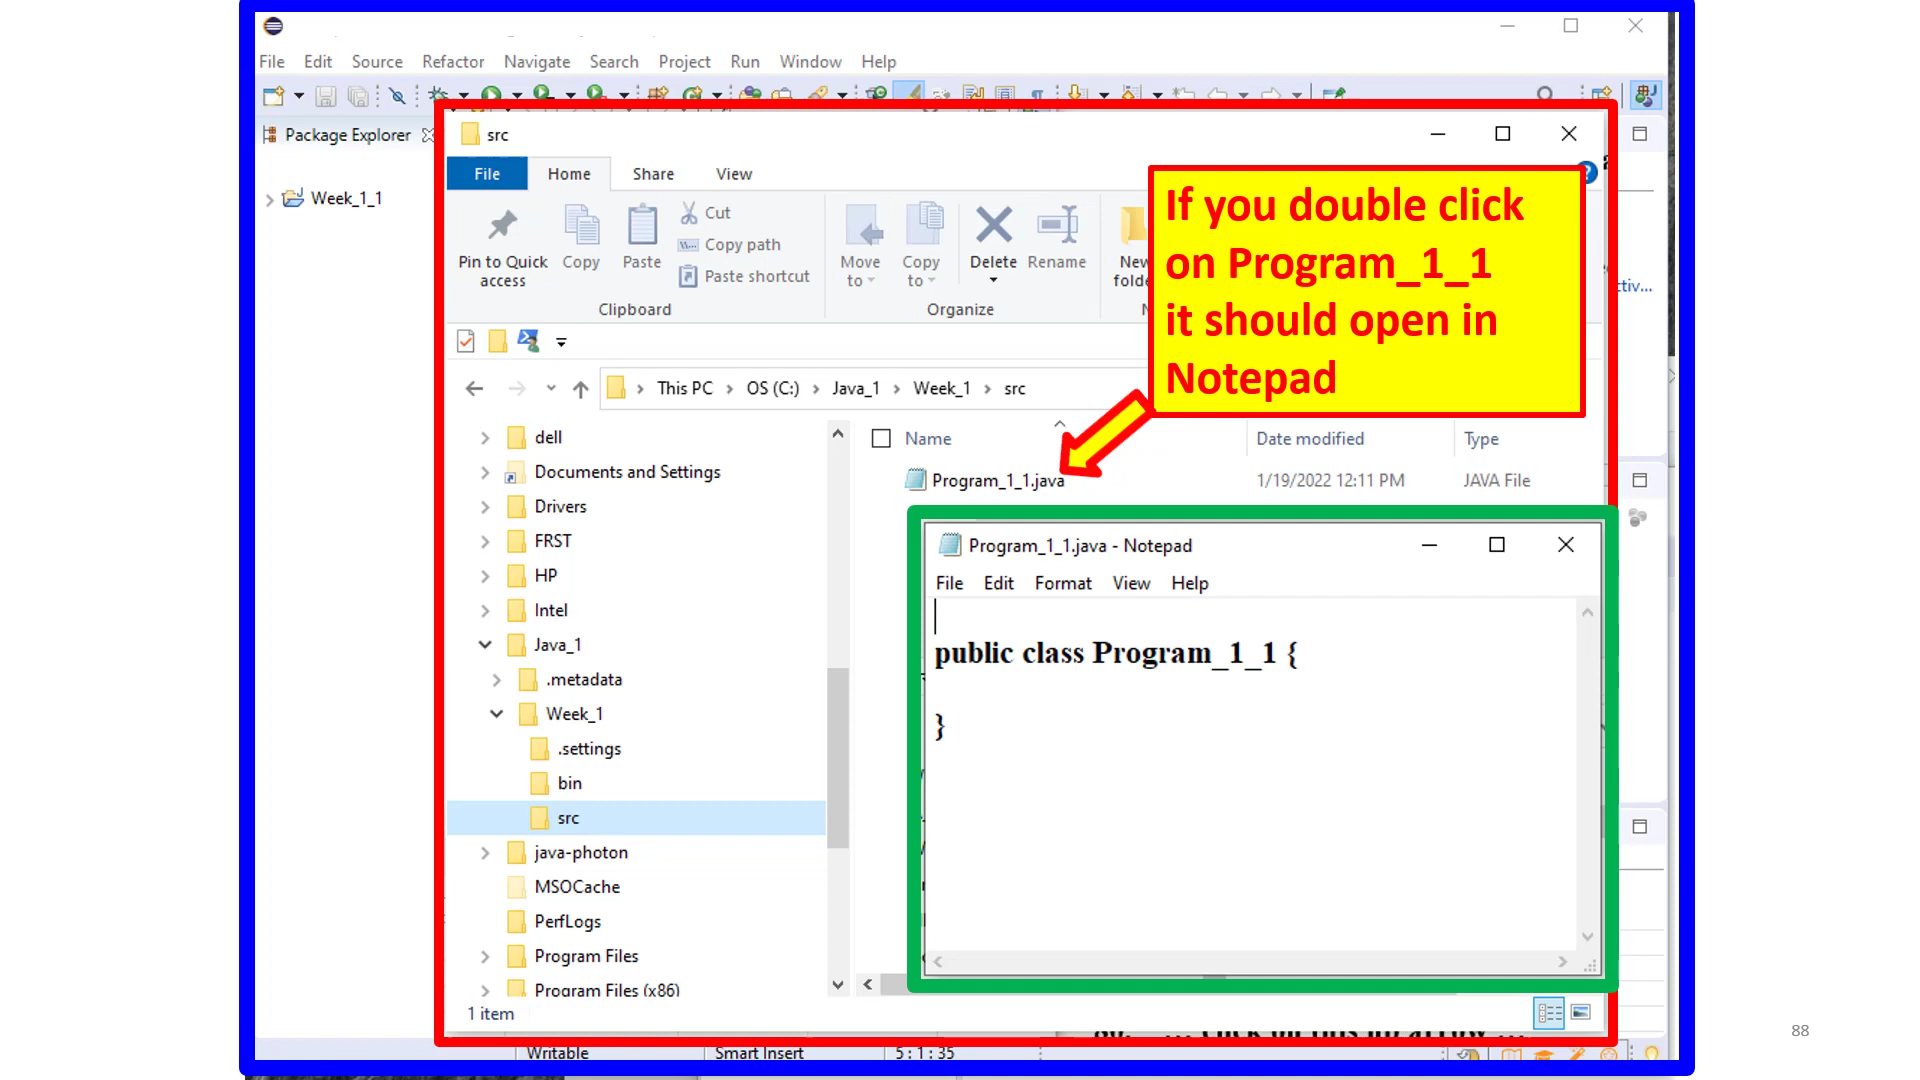 File Edit Source Refactor Navigate Search Project Run Window Help
Package Explorer
Week_1_1
src
File Home Share View
Pin to Quick access
Copy
Paste
Cut
Copy path
Paste shortcut
Clipboard
Move to
Copy to
Delete
Rename
Organize
New
If you double click
on Program_1_1
it should open in
Notepad
This PC > OS (C:) > Java_1 > Week_1 > src
dell
Documents and Settings
Drivers
FRST
HP
Intel
Java_1
.metadata
Week_1
.settings
bin
src
java-photon
MSOCache
PerfLogs
Program Files
Program Files (x86)
Name Date modified Type
Program_1_1.java 1/19/2022 12:11 PM JAVA File
Program_1_1.java - Notepad
File Edit Format View Help
public class Program_1_1 {
}
1 item
Writable Smart Insert 5 : 1 : 35
88